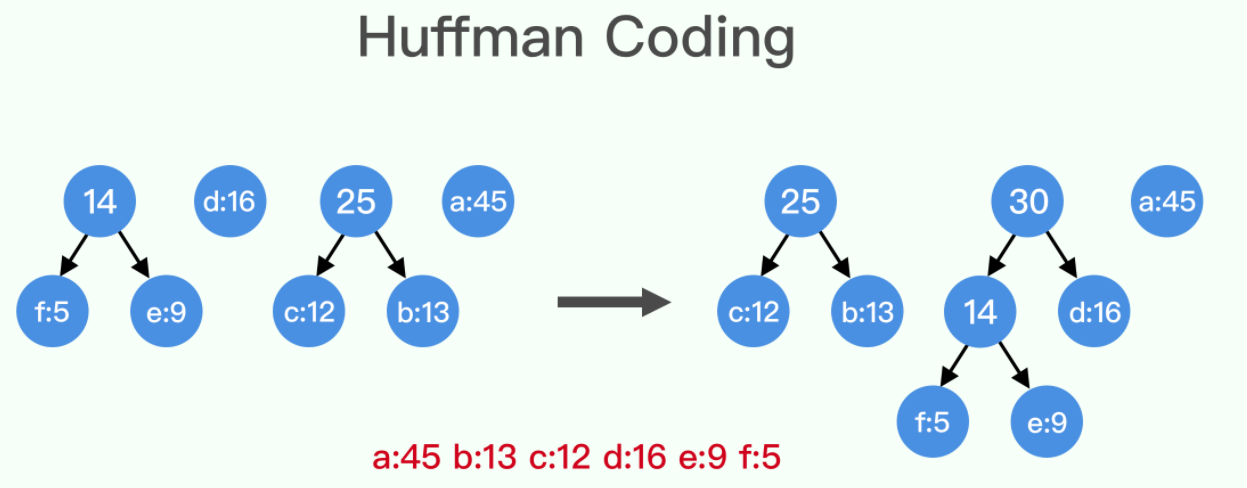 Huffman Coding
14 d:16 25 a:45 25 30 a:45
f:5 e:9 c:12 b:13 c:12 b:13 14 d:16
f:5 e:9
a:45 b:13 c:12 d:16 e:9 f:5